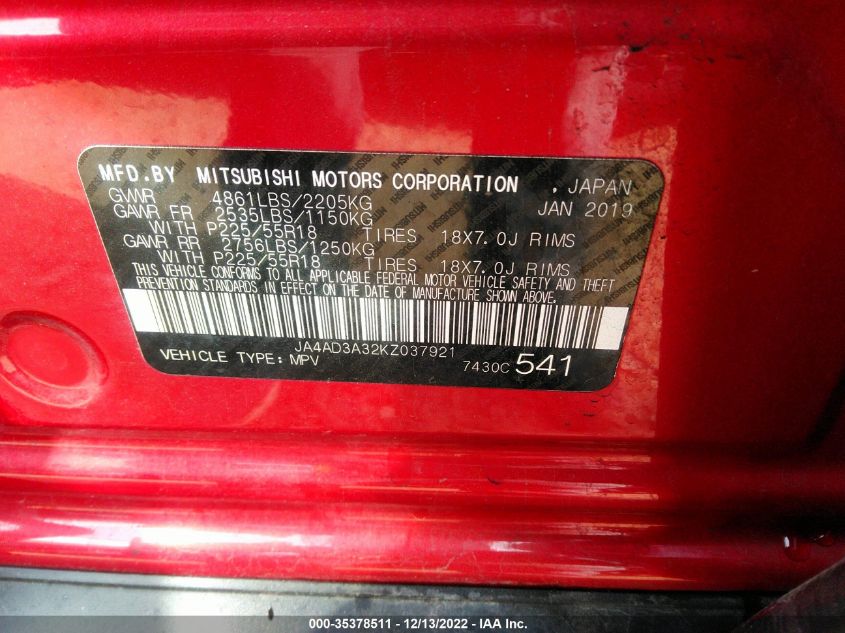 MFD.BY MITSUBISHI MOTORS CORPORATION , JAPAN
GVWR 4861LBS/2205KG JAN 2019
GAWR FR 2535LBS/1150KG
WITH P225/55R18 TIRES 18X7.0J RIMS
GAWR RR 2756LBS/1250KG
WITH P225/55R18 TIRES 18X7.0J RIMS
THIS VEHICLE CONFORMS TO ALL APPLICABLE FEDERAL MOTOR VEHICLE SAFETY AND THEFT
PREVENTION STANDARDS IN EFFECT ON THE DATE OF MANUFACTURE SHOWN ABOVE.
JA4AD3A32KZ037921
VEHICLE TYPE: MPV 7430C 541
000-35378511 - 12/13/2022 - IAA Inc.